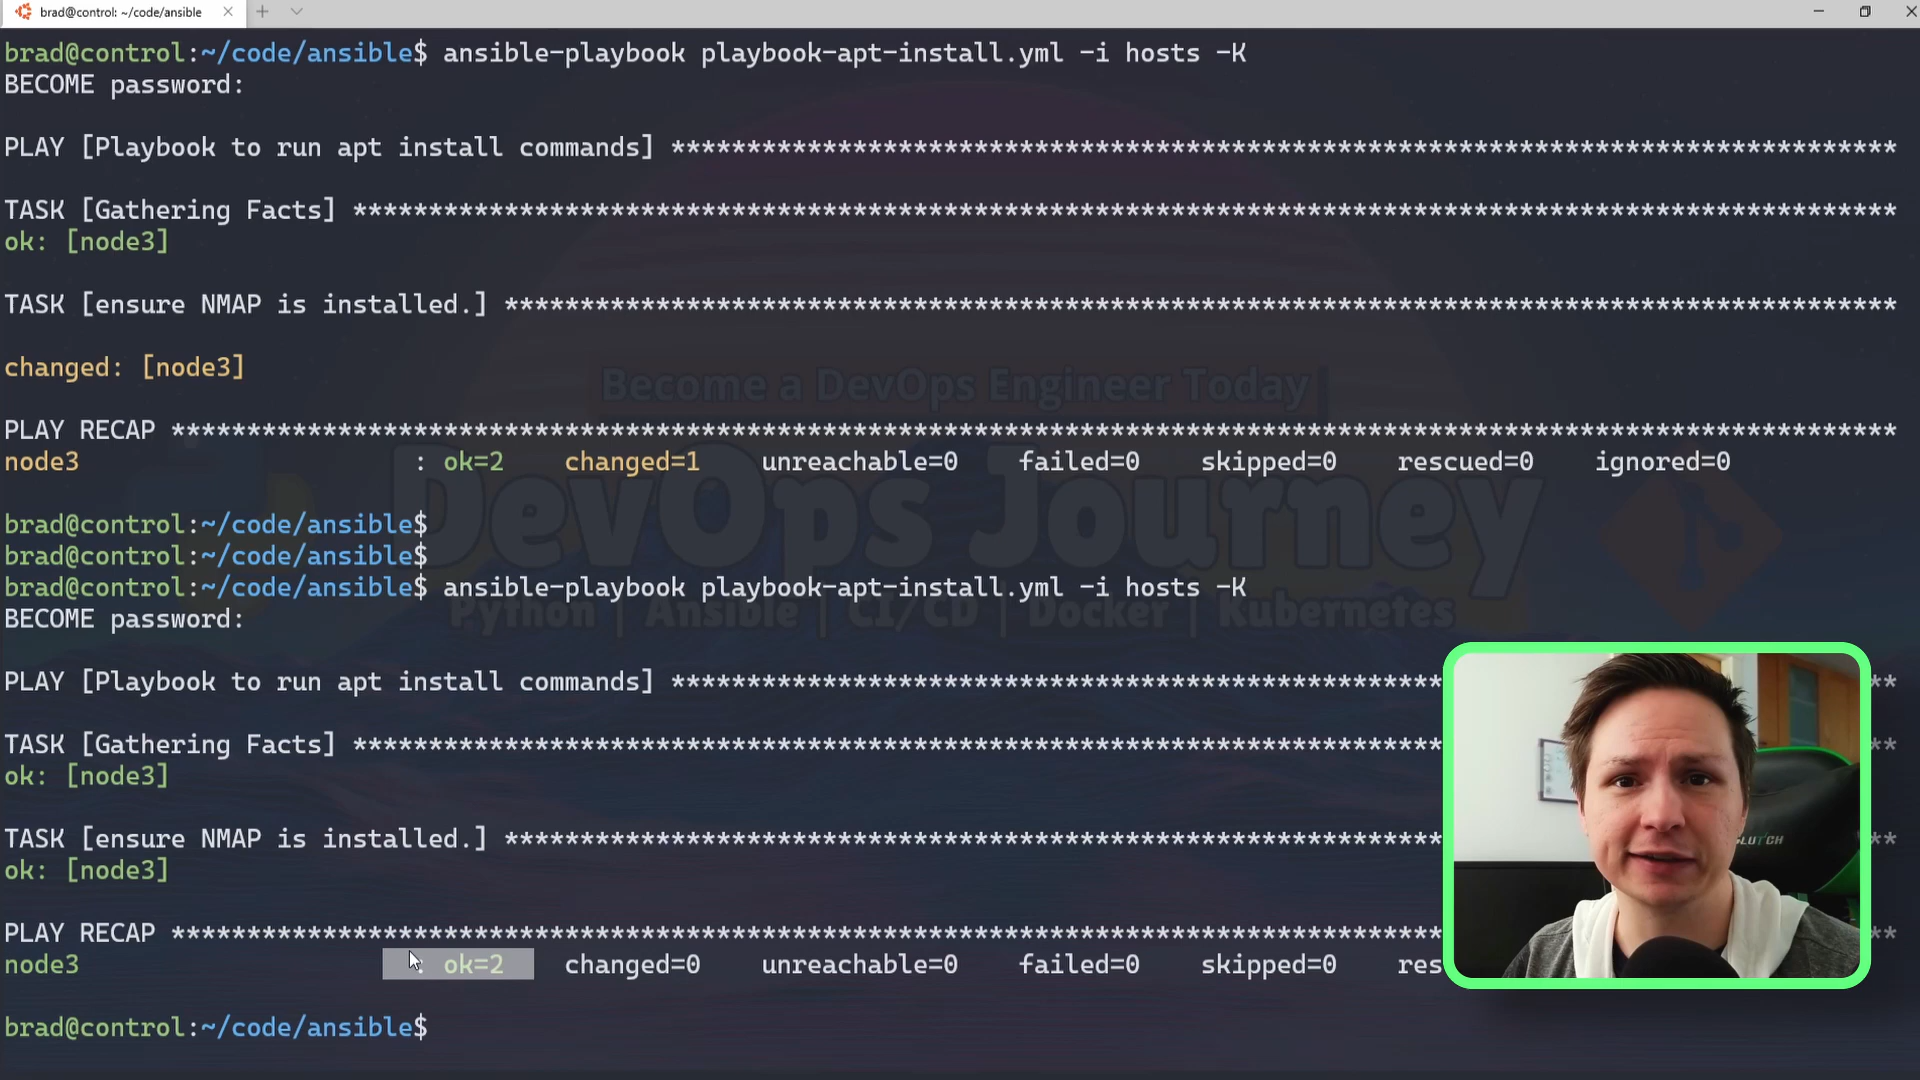 brad@control: ~/code/ansible
brad@control:~/code/ansible$ ansible-playbook playbook-apt-install.yml -i hosts -K
BECOME password:
PLAY [Playbook to run apt install commands] *********************************************************************************
TASK [Gathering Facts] ******************************************************************************************************
ok: [node3]
TASK [ensure NMAP is installed.] ********************************************************************************************
changed: [node3]
Become a DevOps Engineer Today
PLAY RECAP ******************************************************************************************************************
node3 : ok=2 changed=1 unreachable=0 failed=0 skipped=0 rescued=0 ignored=0
DevOps Journey
brad@control:~/code/ansible$
brad@control:~/code/ansible$
brad@control:~/code/ansible$ ansible-playbook playbook-apt-install.yml -i hosts -K
Python | Ansible | CI/CD | Docker | Kubernetes
BECOME password:
PLAY [Playbook to run apt install commands] *****************************************************
TASK [Gathering Facts] **************************************************************************
ok: [node3]
TASK [ensure NMAP is installed.] ****************************************************************
ok: [node3]
PLAY RECAP **************************************************************************************
node3 : ok=2 changed=0 unreachable=0 failed=0 skipped=0 res
brad@control:~/code/ansible$